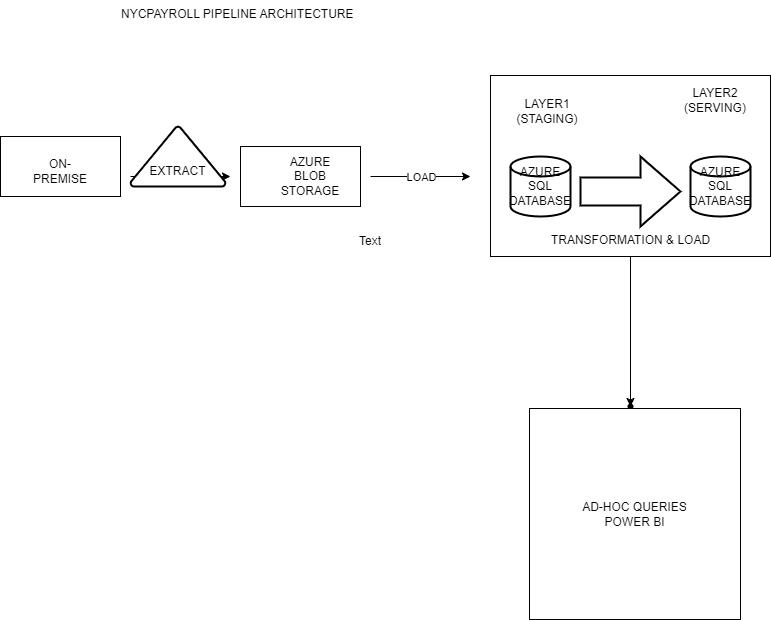 NYCPAYROLL PIPELINE ARCHITECTURE
LAYER1
(STAGING)
LAYER2
(SERVING)
ON-
PREMISE
EXTRACT
AZURE
BLOB
STORAGE
LOAD
AZURE
SQL
DATABASE
AZURE
SQL
DATABASE
Text
TRANSFORMATION & LOAD
AD-HOC QUERIES
POWER BI